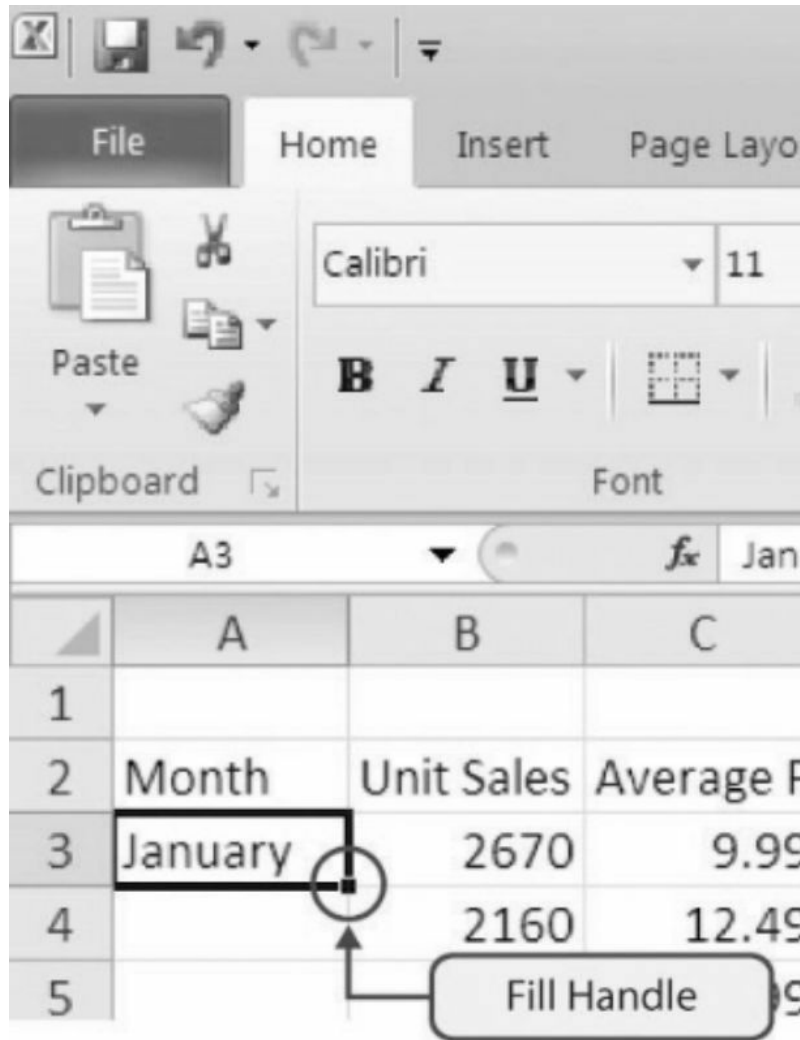 File Home Insert Page Layo
Calibri 11
Paste
B I U
Clipboard Font
A3 fx Jan
A B C
1
2 Month Unit Sales Average P
3 January 2670 9.99
4 2160 12.49
5 Fill Handle 9